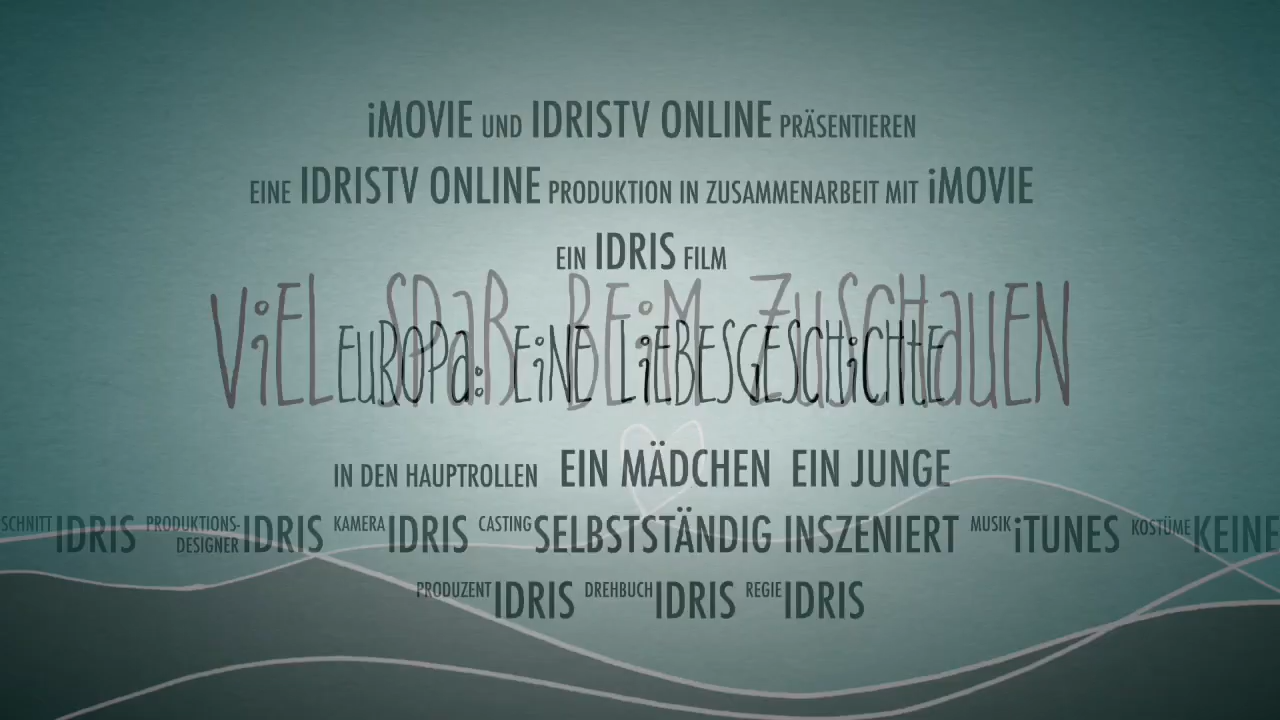 iMOVIE UND IDRISTV ONLINE PRÄSENTIEREN
EINE IDRISTV ONLINE PRODUKTION IN ZUSAMMENARBEIT MIT iMOVIE
EIN IDRIS FILM
ViEL SPAß BEiM ZUSCHAUEN
EUROPA: EiNE LiEBESGESCHiCHTE
IN DEN HAUPTROLLEN EIN MÄDCHEN EIN JUNGE
SCHNITT IDRIS PRODUKTIONS-DESIGNER IDRIS KAMERA IDRIS CASTING SELBSTSTÄNDIG INSZENIERT MUSIK iTUNES KOSTÜME KEINE
PRODUZENT IDRIS DREHBUCH IDRIS REGIE IDRIS